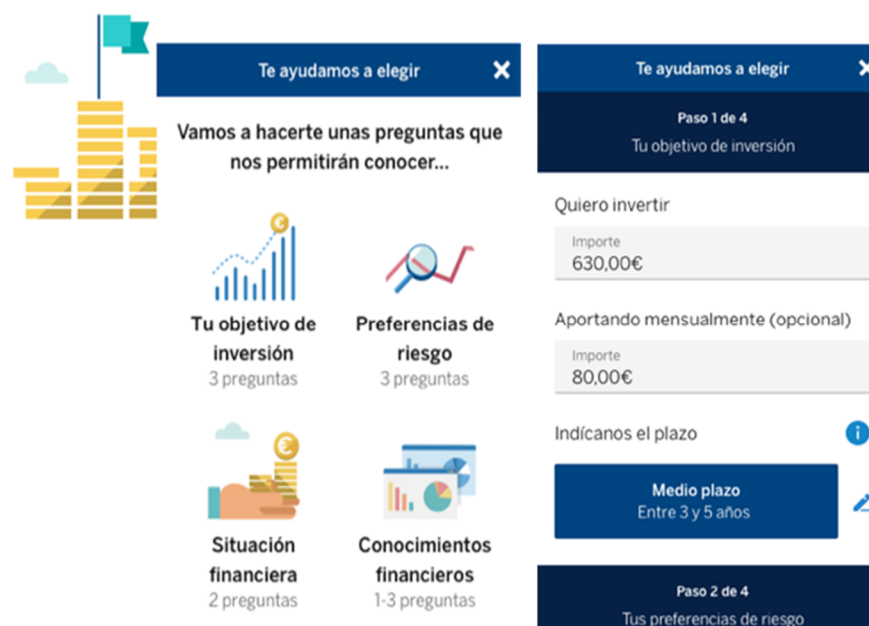 Te ayudamos a elegir
Vamos a hacerte unas preguntas que
nos permitirán conocer...
Tu objetivo de
inversión
3 preguntas
Preferencias de
riesgo
3 preguntas
Situación
financiera
2 preguntas
Conocimientos
financieros
1-3 preguntas
Te ayudamos a elegir
Paso 1 de 4
Tu objetivo de inversión
Quiero invertir
Importe
630,00€
Aportando mensualmente (opcional)
Importe
80,00€
Indícanos el plazo
Medio plazo
Entre 3 y 5 años
Paso 2 de 4
Tus preferencias de riesgo